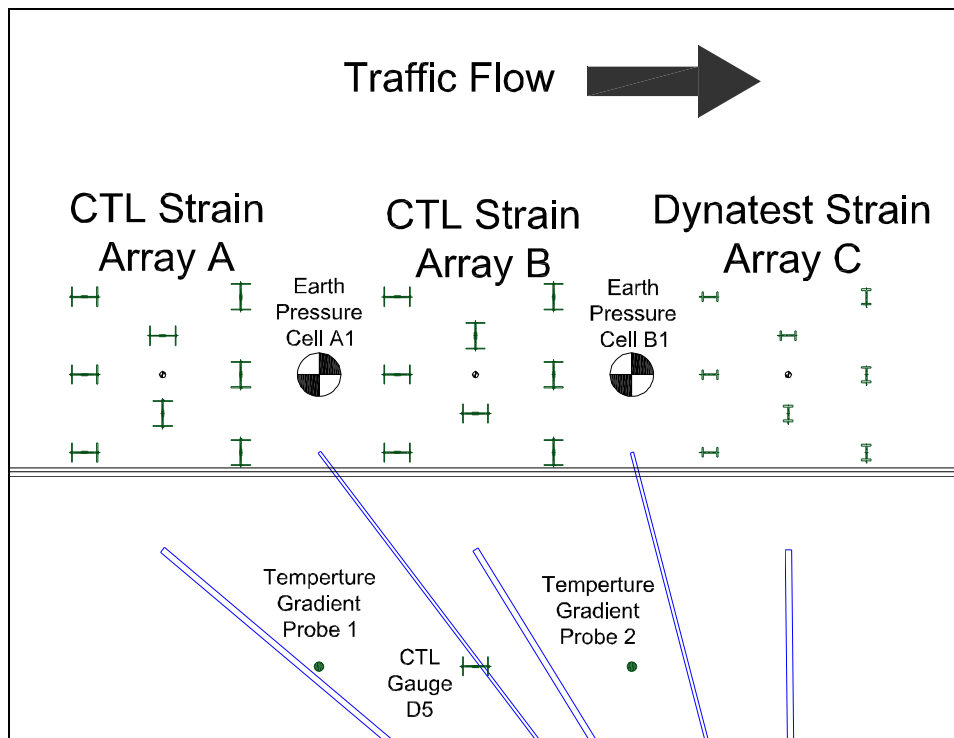 Traffic Flow
CTL Strain
Array A
CTL Strain
Array B
Dynatest Strain
Array C
Earth
Pressure
Cell A1
Earth
Pressure
Cell B1
Temperture
Gradient
Probe 1
CTL
Gauge
D5
Temperture
Gradient
Probe 2